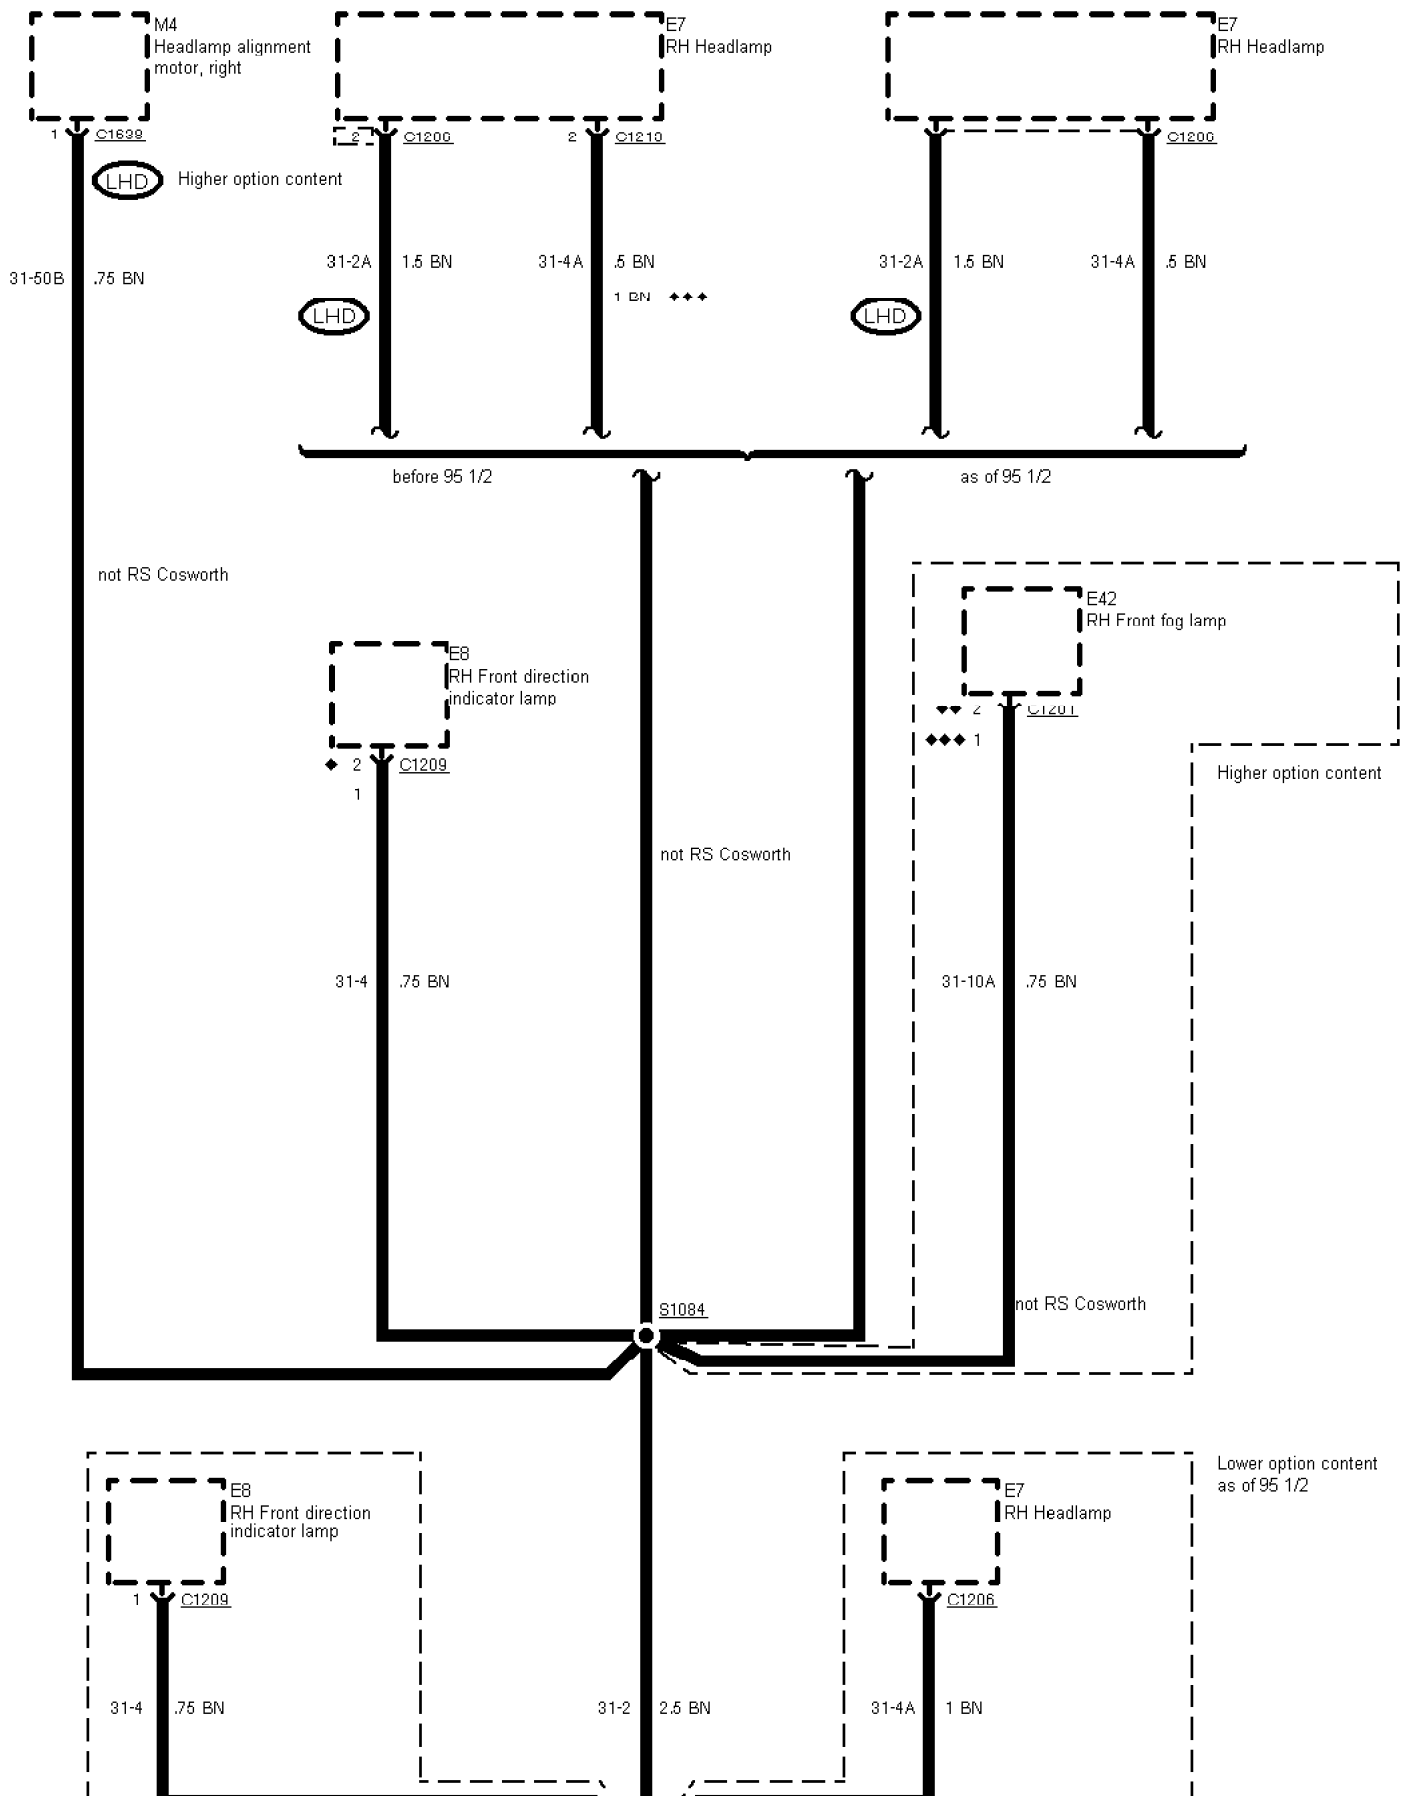 M4
Headlamp alignment
motor, right
E7
RH Headlamp
E7
RH Headlamp
1 C1639
2 C1206
2 C1210
C1206
LHD Higher option content
31-50B .75 BN
31-2A 1.5 BN
31-4A .5 BN
1 BN ◆◆◆
LHD
31-2A 1.5 BN
31-4A .5 BN
LHD
before 95 1/2
as of 95 1/2
not RS Cosworth
E42
RH Front fog lamp
E8
RH Front direction
indicator lamp
◆◆ 2 C1201
◆◆◆ 1
◆ 2 C1209
1
Higher option content
not RS Cosworth
31-4 .75 BN
31-10A .75 BN
S1084
not RS Cosworth
Lower option content
as of 95 1/2
E8
RH Front direction
indicator lamp
E7
RH Headlamp
1 C1209
C1206
31-4 .75 BN
31-2 2.5 BN
31-4A 1 BN